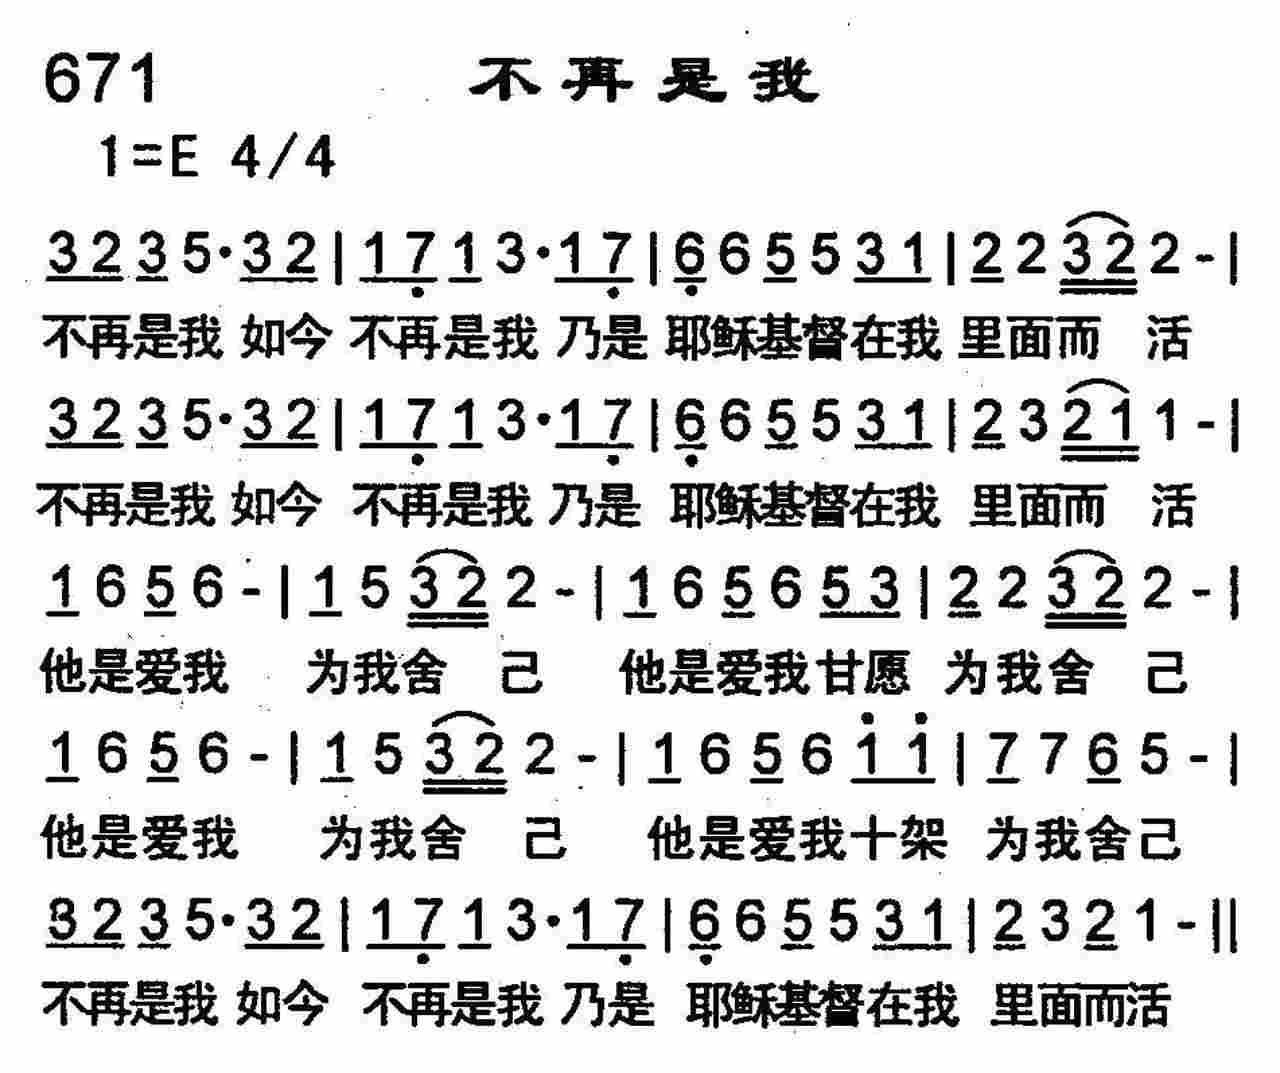 671 不再是我
1=E 4/4
3 2 3 5·3 2 | 1 7̣ 1 3·1 7̣ | 6̣ 6 5 5 3 1 | 2 2 3 2 2 - |
不再是我 如今 不再是我 乃是 耶稣基督在我 里面而 活
3 2 3 5·3 2 | 1 7̣ 1 3·1 7̣ | 6̣ 6 5 5 3 1 | 2 3 2 1 1 - |
不再是我 如今 不再是我 乃是 耶稣基督在我 里面而 活
1 6 5 6 - | 1 5 3 2 2 - | 1 6 5 6 5 3 | 2 2 3 2 2 - |
他是爱我 为我舍 己 他是爱我甘愿 为我舍 己
1 6 5 6 - | 1 5 3 2 2 - | 1 6 5 6 1̇ 1̇ | 7 7 6 5 - |
他是爱我 为我舍 己 他是爱我十架 为我舍己
3 2 3 5·3 2 | 1 7̣ 1 3·1 7̣ | 6̣ 6 5 5 3 1 | 2 3 2 1 - ||
不再是我 如今 不再是我 乃是 耶稣基督在我 里面而活